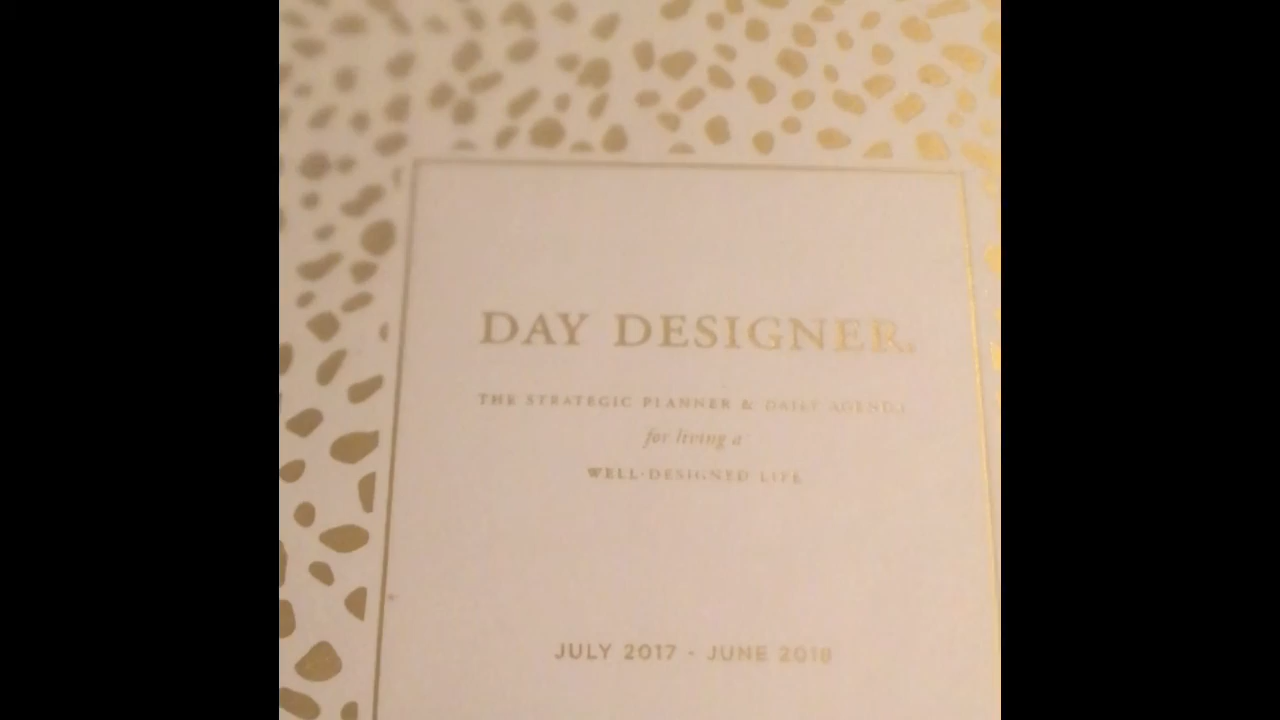 DAY DESIGNER.
THE STRATEGIC PLANNER & DAILY AGENDA
for living a
WELL-DESIGNED LIFE
JULY 2017 - JUNE 2018